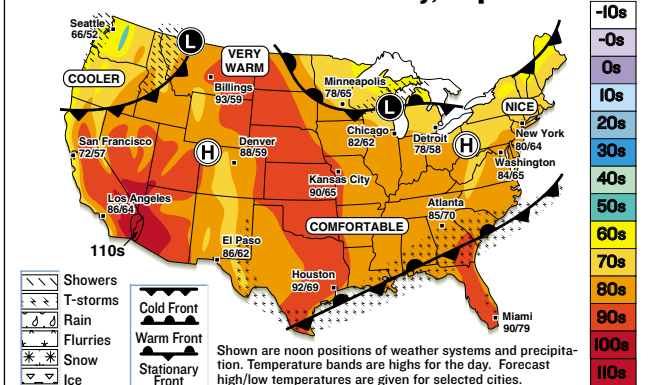 Seattle
66/52
L
VERY
WARM
COOLER
Billings
93/59
Minneapolis
78/65
L
NICE
San Francisco
72/57
H
Denver
88/59
Chicago
82/62
Detroit
78/58
H
New York
80/64
Washington
84/65
Kansas City
90/65
Los Angeles
86/64
Atlanta
85/70
COMFORTABLE
110s
El Paso
86/62
Houston
92/69
Miami
90/79
-10s
-0s
0s
10s
20s
30s
40s
50s
60s
70s
80s
90s
100s
110s
Showers
T-storms
Rain
Flurries
Snow
Ice
Cold Front
Warm Front
Stationary
Front
Shown are noon positions of weather systems and precipita-
tion. Temperature bands are highs for the day. Forecast
high/low temperatures are given for selected cities.